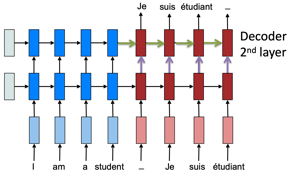 Je suis étudiant _
Decoder
2nd layer
I am a student _ Je suis étudiant